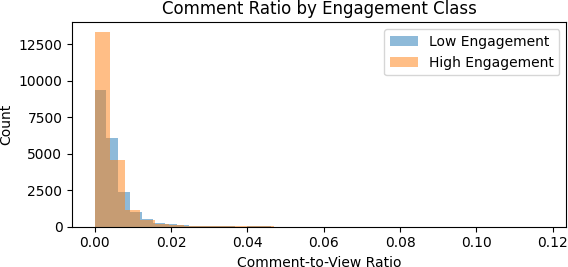 Comment Ratio by Engagement Class
Low Engagement
High Engagement
Count
12500
10000
7500
5000
2500
0
0.00 0.02 0.04 0.06 0.08 0.10 0.12
Comment-to-View Ratio